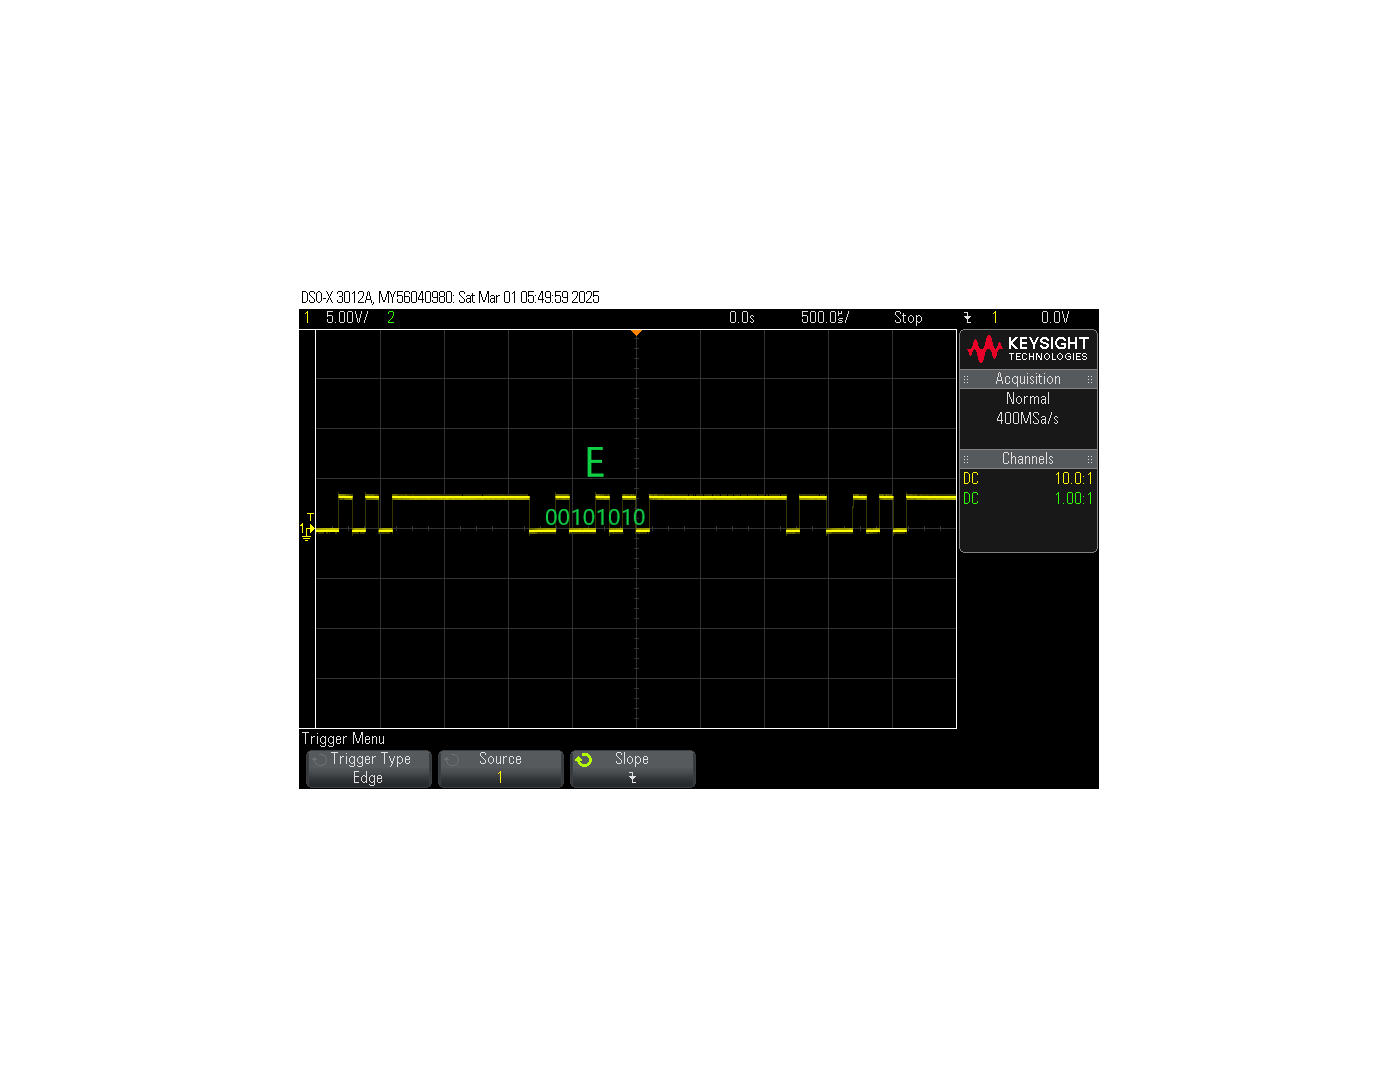 DSO-X 3012A, MY56040980: Sat Mar 01 05:49:59 2025
1 5.00V/ 2 0.0s 500.0µs/ Stop 1 0.0V
KEYSIGHT
TECHNOLOGIES
Acquisition
Normal
400MSa/s
Channels
DC 10.0:1
DC 1.00:1
E
00101010
T
1
Trigger Menu
Trigger Type
Edge
Source
1
Slope